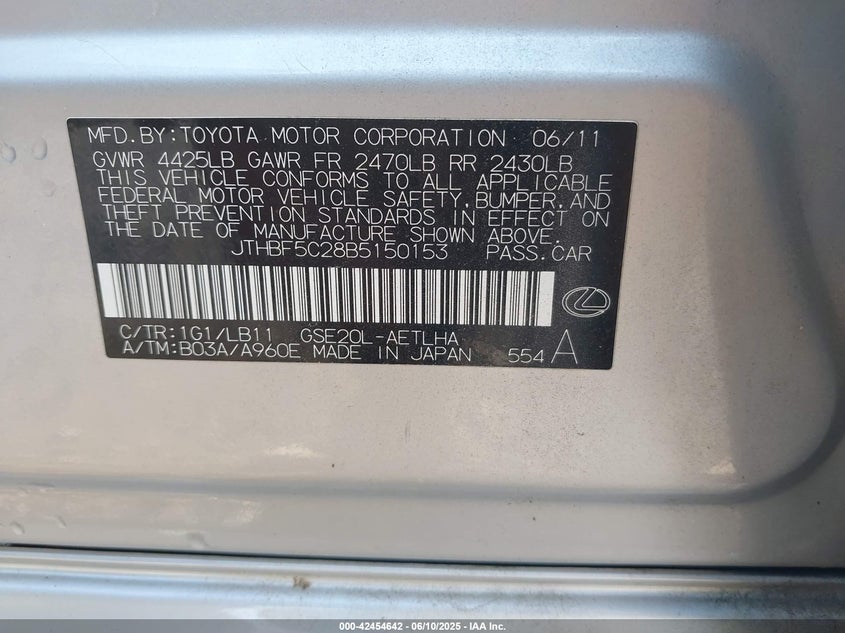 MFD.BY:TOYOTA MOTOR CORPORATION 06/11
GVWR 4425LB GAWR FR 2470LB RR 2430LB
THIS VEHICLE CONFORMS TO ALL APPLICABLE
FEDERAL MOTOR VEHICLE SAFETY,BUMPER,AND
THEFT PREVENTION STANDARDS IN EFFECT ON
THE DATE OF MANUFACTURE SHOWN ABOVE.
JTHBF5C28B5150153 PASS.CAR
C/TR:1G1/LB11 GSE20L-AETLHA
A/TM:B03A/A960E MADE IN JAPAN 554 A
000-42454642 - 06/10/2025 - IAA Inc.